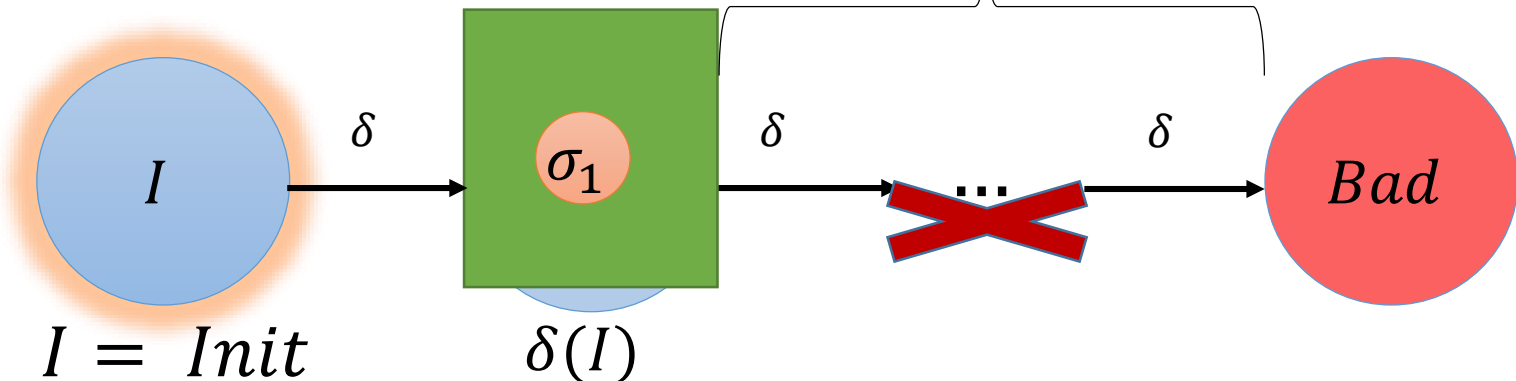 δ δ δ
I σ₁ ... Bad
I = Init δ(I)